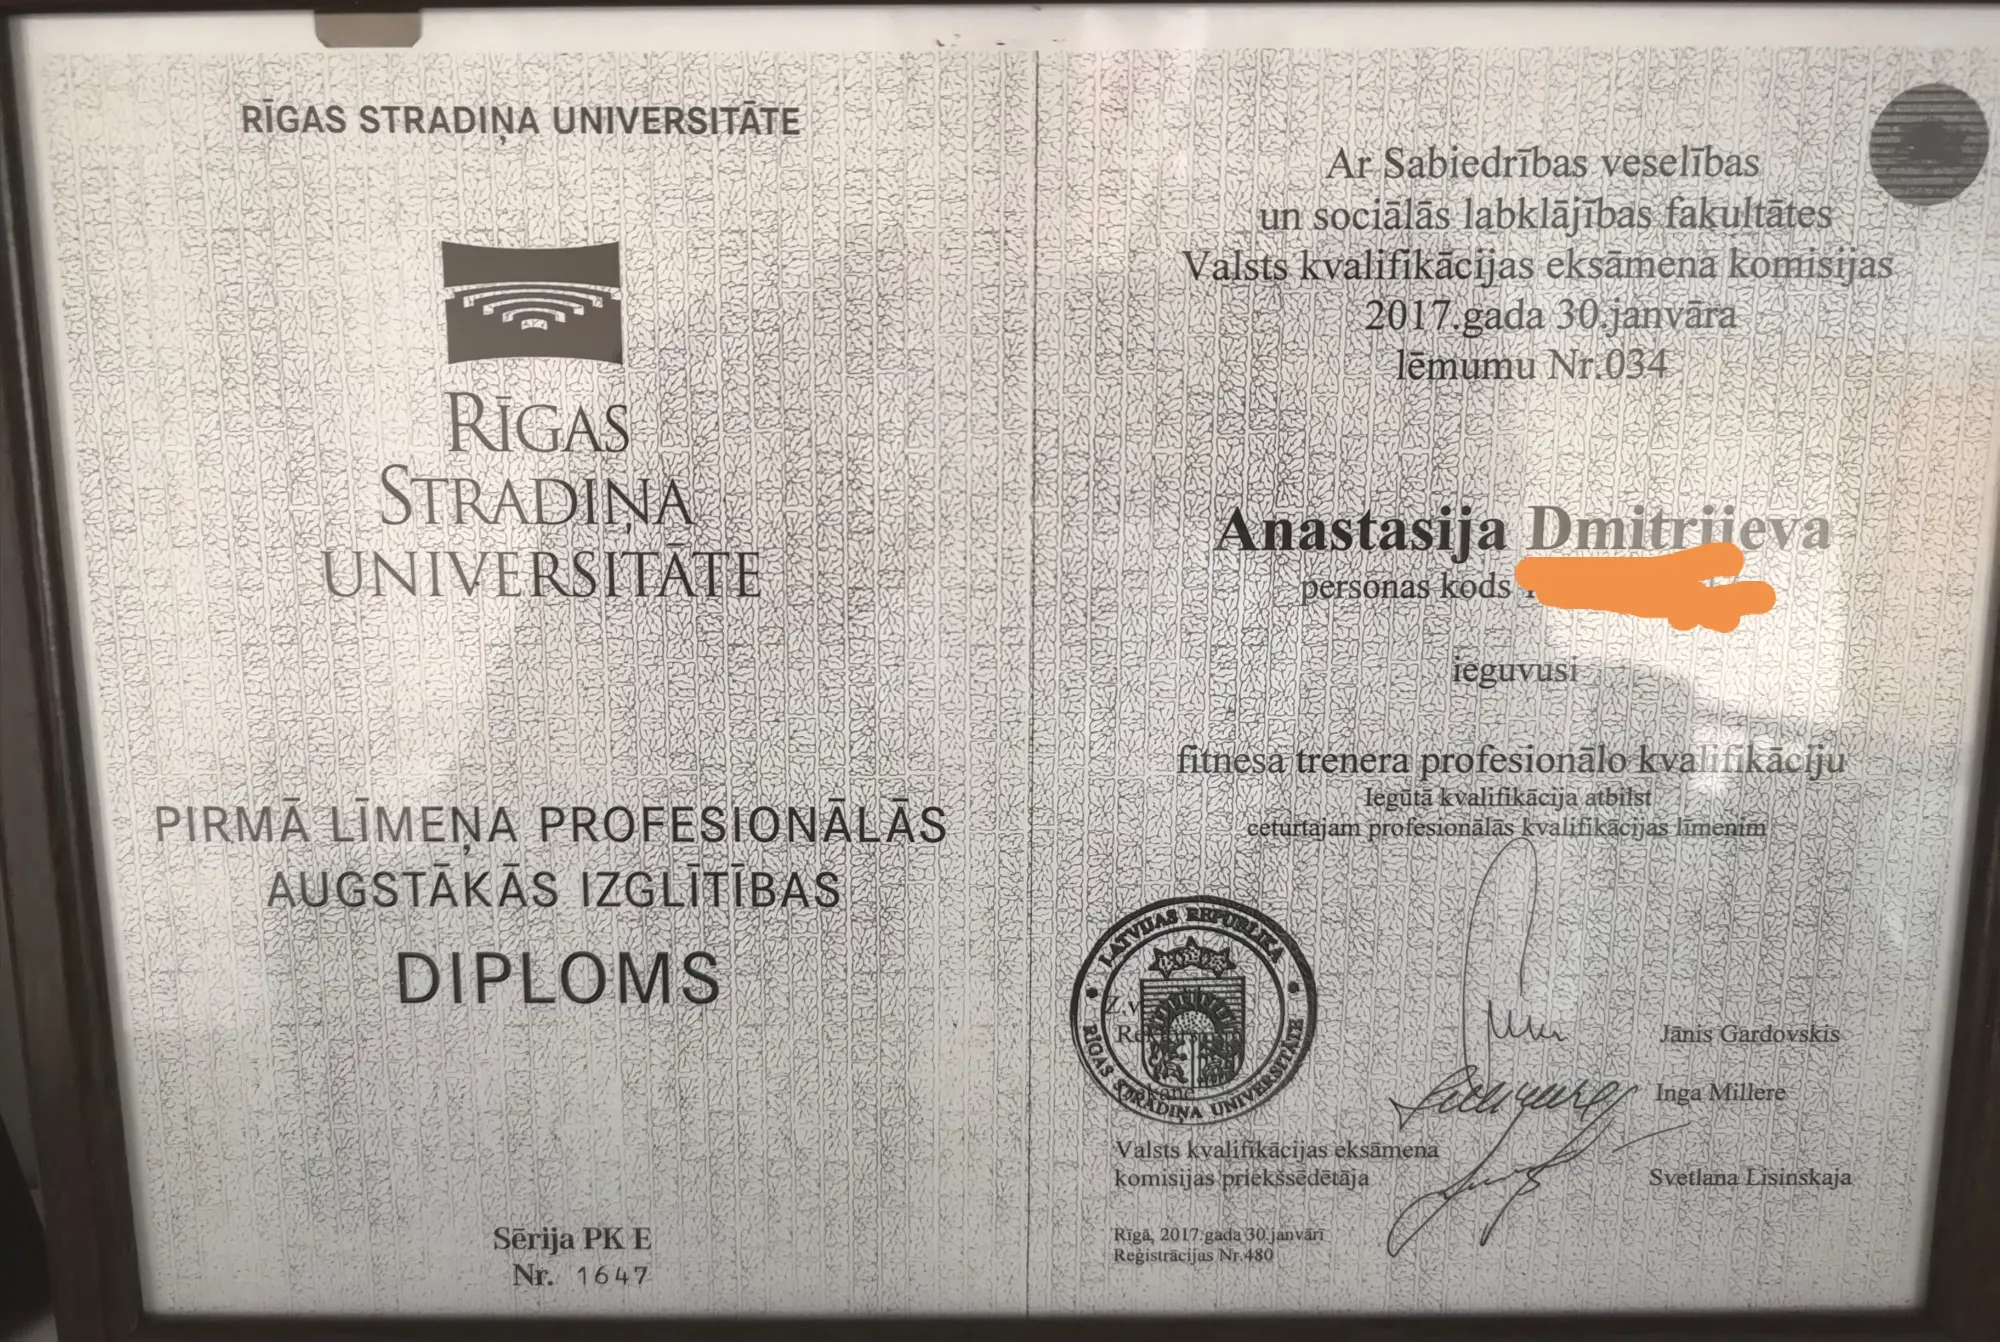 RĪGAS STRADIŅA UNIVERSITĀTE
RĪGAS
STRADIŅA
UNIVERSITĀTE
PIRMĀ LĪMEŅA PROFESIONĀLĀS
AUGSTĀKĀS IZGLĪTĪBAS
DIPLOMS
Sērija PK E
Nr. 1647
Ar Sabiedrības veselības
un sociālās labklājības fakultātes
Valsts kvalifikācijas eksāmena komisijas
2017.gada 30.janvāra
lēmumu Nr.034
Anastasija Dmitrijeva
personas kods
ieguvusi
fitnesa trenera profesionālo kvalifikāciju
Iegūtā kvalifikācija atbilst
ceturtajam profesionālās kvalifikācijas līmenim
LATVIJAS REPUBLIKA
RĪGAS STRADIŅA UNIVERSITĀTE
Z.v.
Jānis Gardovskis
Inga Millere
Valsts kvalifikācijas eksāmena
komisijas priekšsēdētāja
Svetlana Lisinskaja
Rīgā, 2017.gada 30.janvārī
Reģistrācijas Nr.480